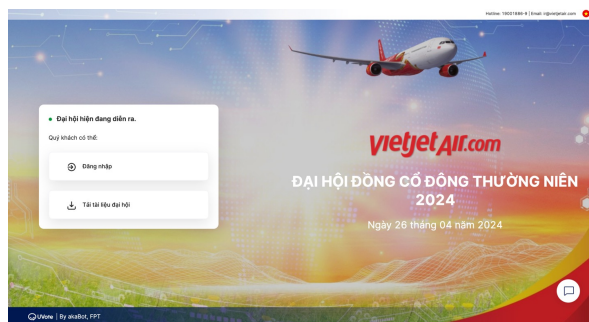 Hotline: 19001886-9 | Email: ir@vietjetair.com
Đại hội hiện đang diễn ra.
Quý khách có thể:
Đăng nhập
Tải tài liệu đại hội
vietjetAir.com
ĐẠI HỘI ĐỒNG CỔ ĐÔNG THƯỜNG NIÊN
2024
Ngày 26 tháng 04 năm 2024
UVote | By akaBot, FPT